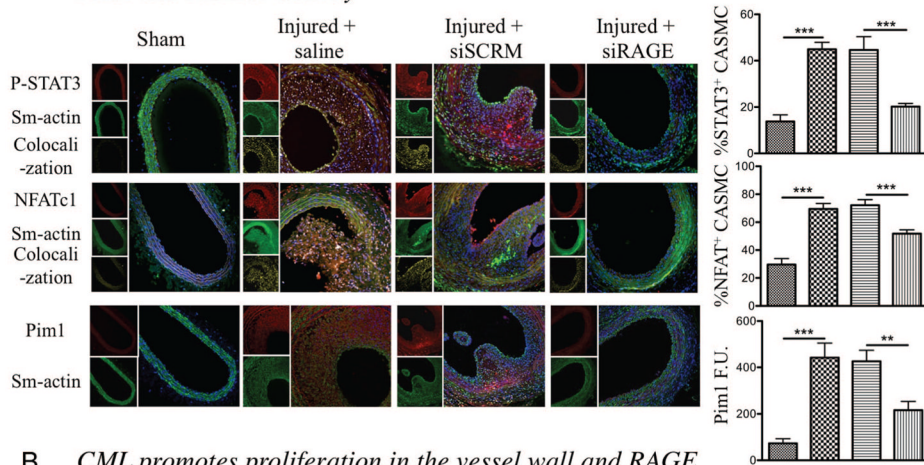 Sham
Injured +
saline
Injured +
siSCRM
Injured +
siRAGE
P-STAT3
Sm-actin
Colocali
-zation
NFATc1
Sm-actin
Colocali
-zation
Pim1
Sm-actin
%STAT3+ CASMC
60
40
20
0
***
***
%NFAT+ CASMC
100
80
60
40
20
0
***
***
Pim1 F.U.
600
400
200
0
***
**
B CML promotes proliferation in the vessel wall and RAGE